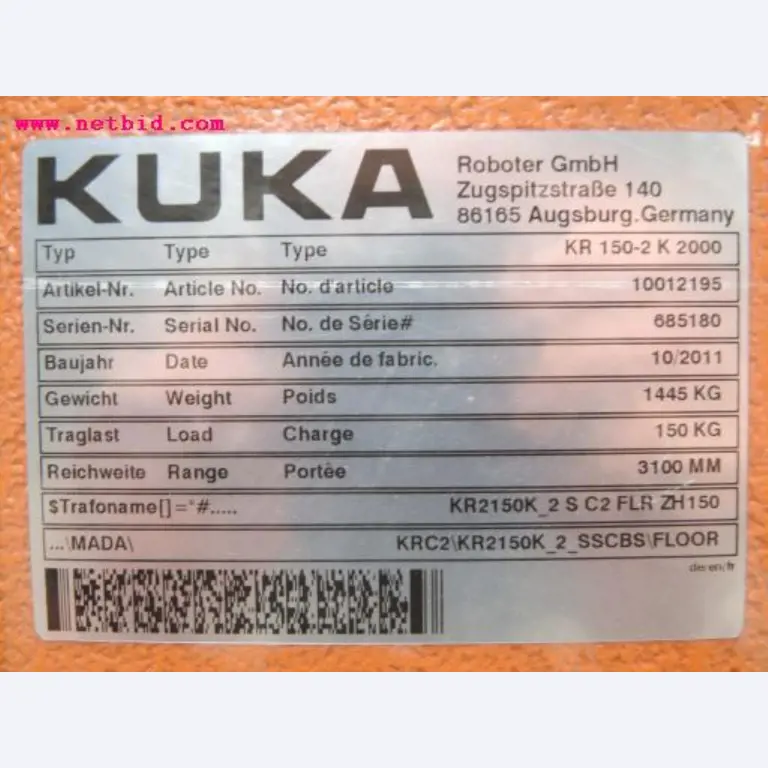 www.netbid.com
KUKA
Roboter GmbH
Zugspitzstraße 140
86165 Augsburg.Germany
Typ Type Type KR 150-2 K 2000
Artikel-Nr. Article No. No. d'article 10012195
Serien-Nr. Serial No. No. de Série# 685180
Baujahr Date Année de fabric. 10/2011
Gewicht Weight Poids 1445 KG
Traglast Load Charge 150 KG
Reichweite Range Portée 3100 MM
$Trafoname[]="#..... KR2150K_2 S C2 FLR ZH150
...\MADA\ KRC2\KR2150K_2_SSCBS\FLOOR
de/en/fr